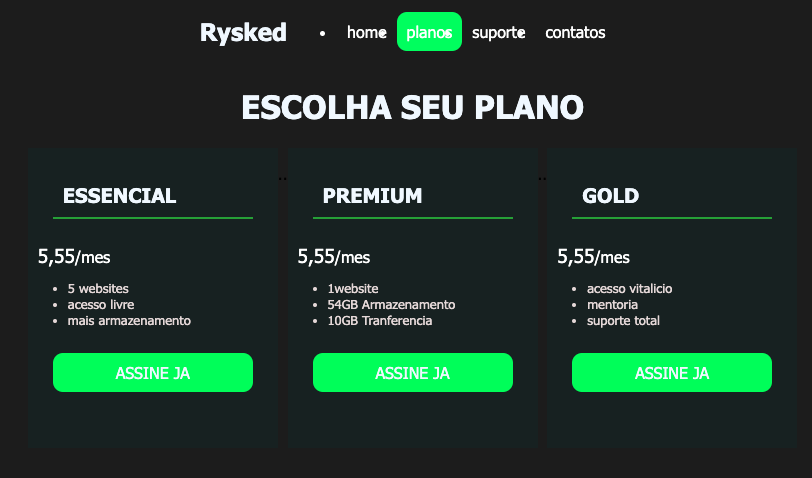 Rysked home planos suporte contatos
ESCOLHA SEU PLANO
ESSENCIAL
5,55/mes
5 websites
acesso livre
mais armazenamento
ASSINE JA
..
PREMIUM
5,55/mes
1website
54GB Armazenamento
10GB Tranferencia
ASSINE JA
..
GOLD
5,55/mes
acesso vitalicio
mentoria
suporte total
ASSINE JA